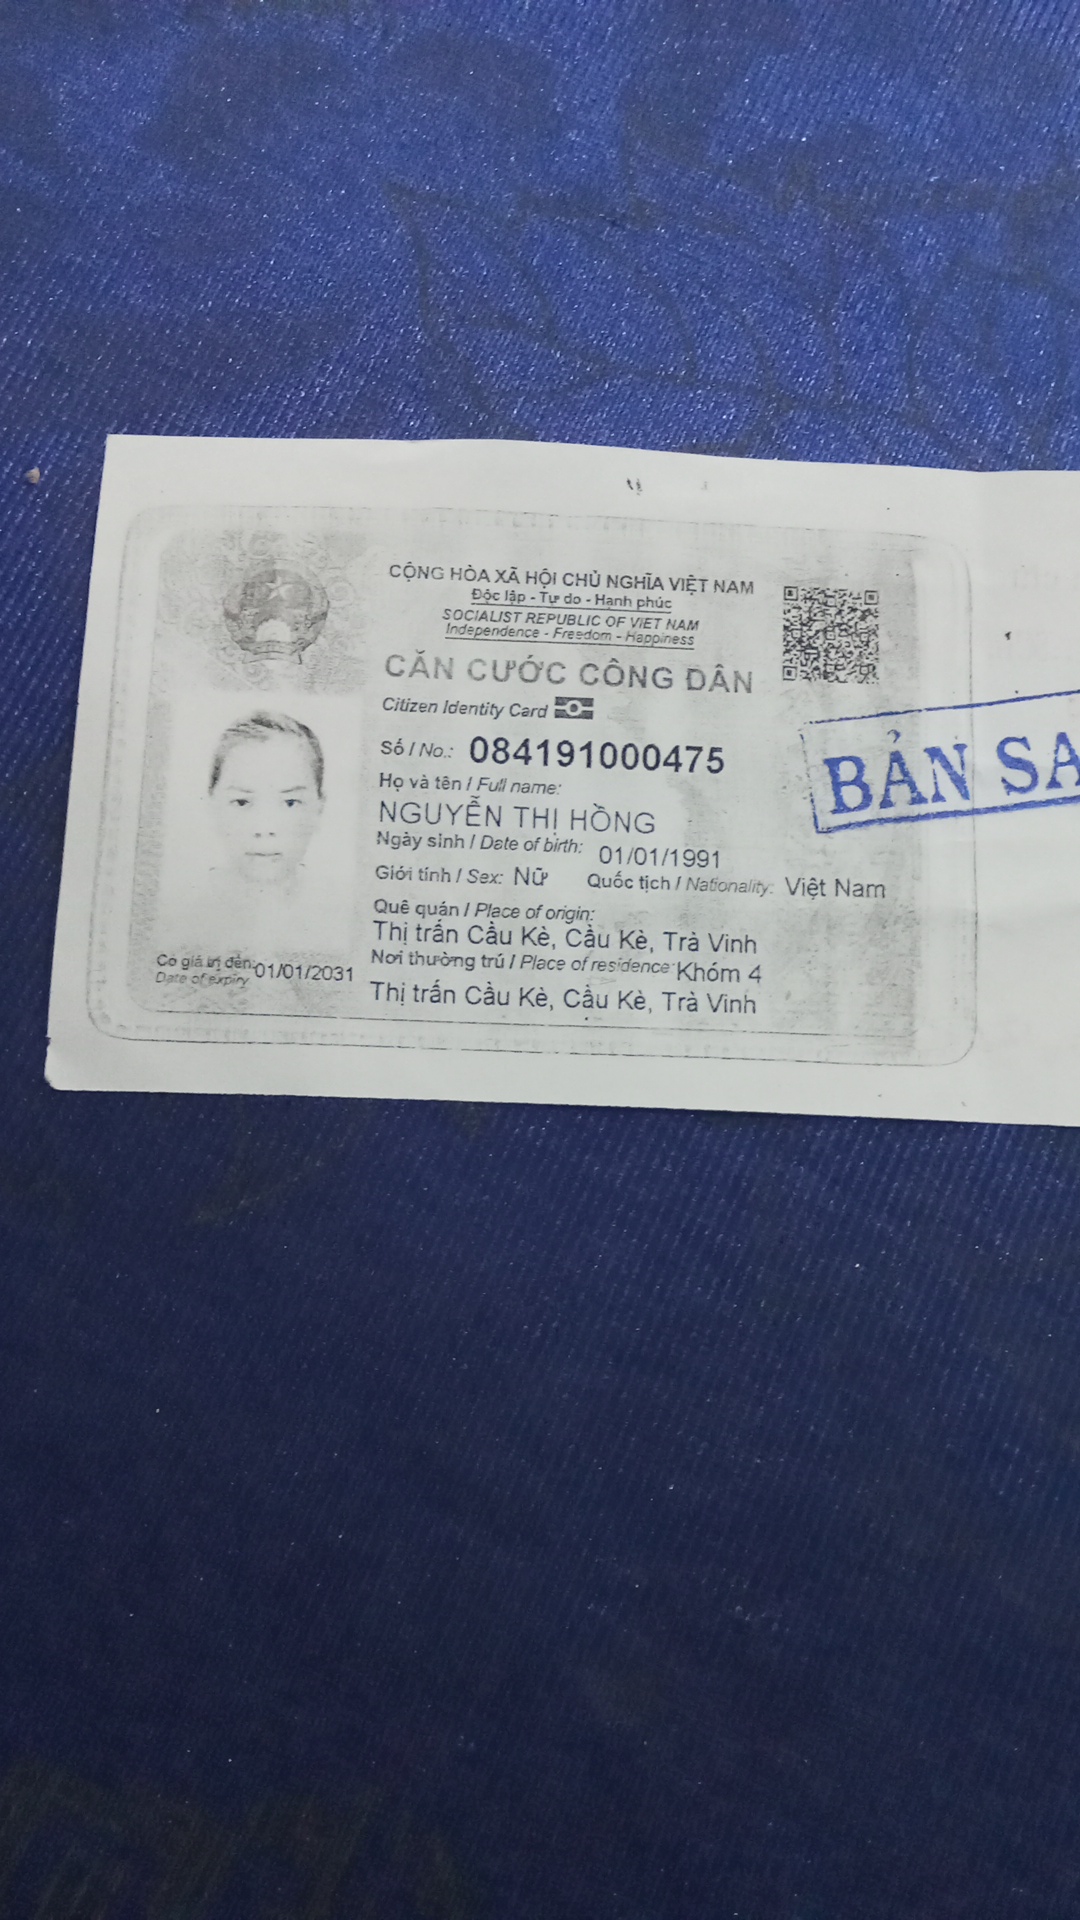 CỘNG HÒA XÃ HỘI CHỦ NGHĨA VIỆT NAM
Độc lập - Tự do - Hạnh phúc
SOCIALIST REPUBLIC OF VIET NAM
Independence - Freedom - Happiness
CĂN CƯỚC CÔNG DÂN
Citizen Identity Card
Số / No.: 084191000475
Họ và tên / Full name:
NGUYỄN THỊ HỒNG
Ngày sinh / Date of birth: 01/01/1991
Giới tính / Sex: Nữ Quốc tịch / Nationality: Việt Nam
Quê quán / Place of origin:
Thị trấn Cầu Kè, Cầu Kè, Trà Vinh
Nơi thường trú / Place of residence: Khóm 4
Thị trấn Cầu Kè, Cầu Kè, Trà Vinh
Có giá trị đến: 01/01/2031
Date of expiry
BẢN SA